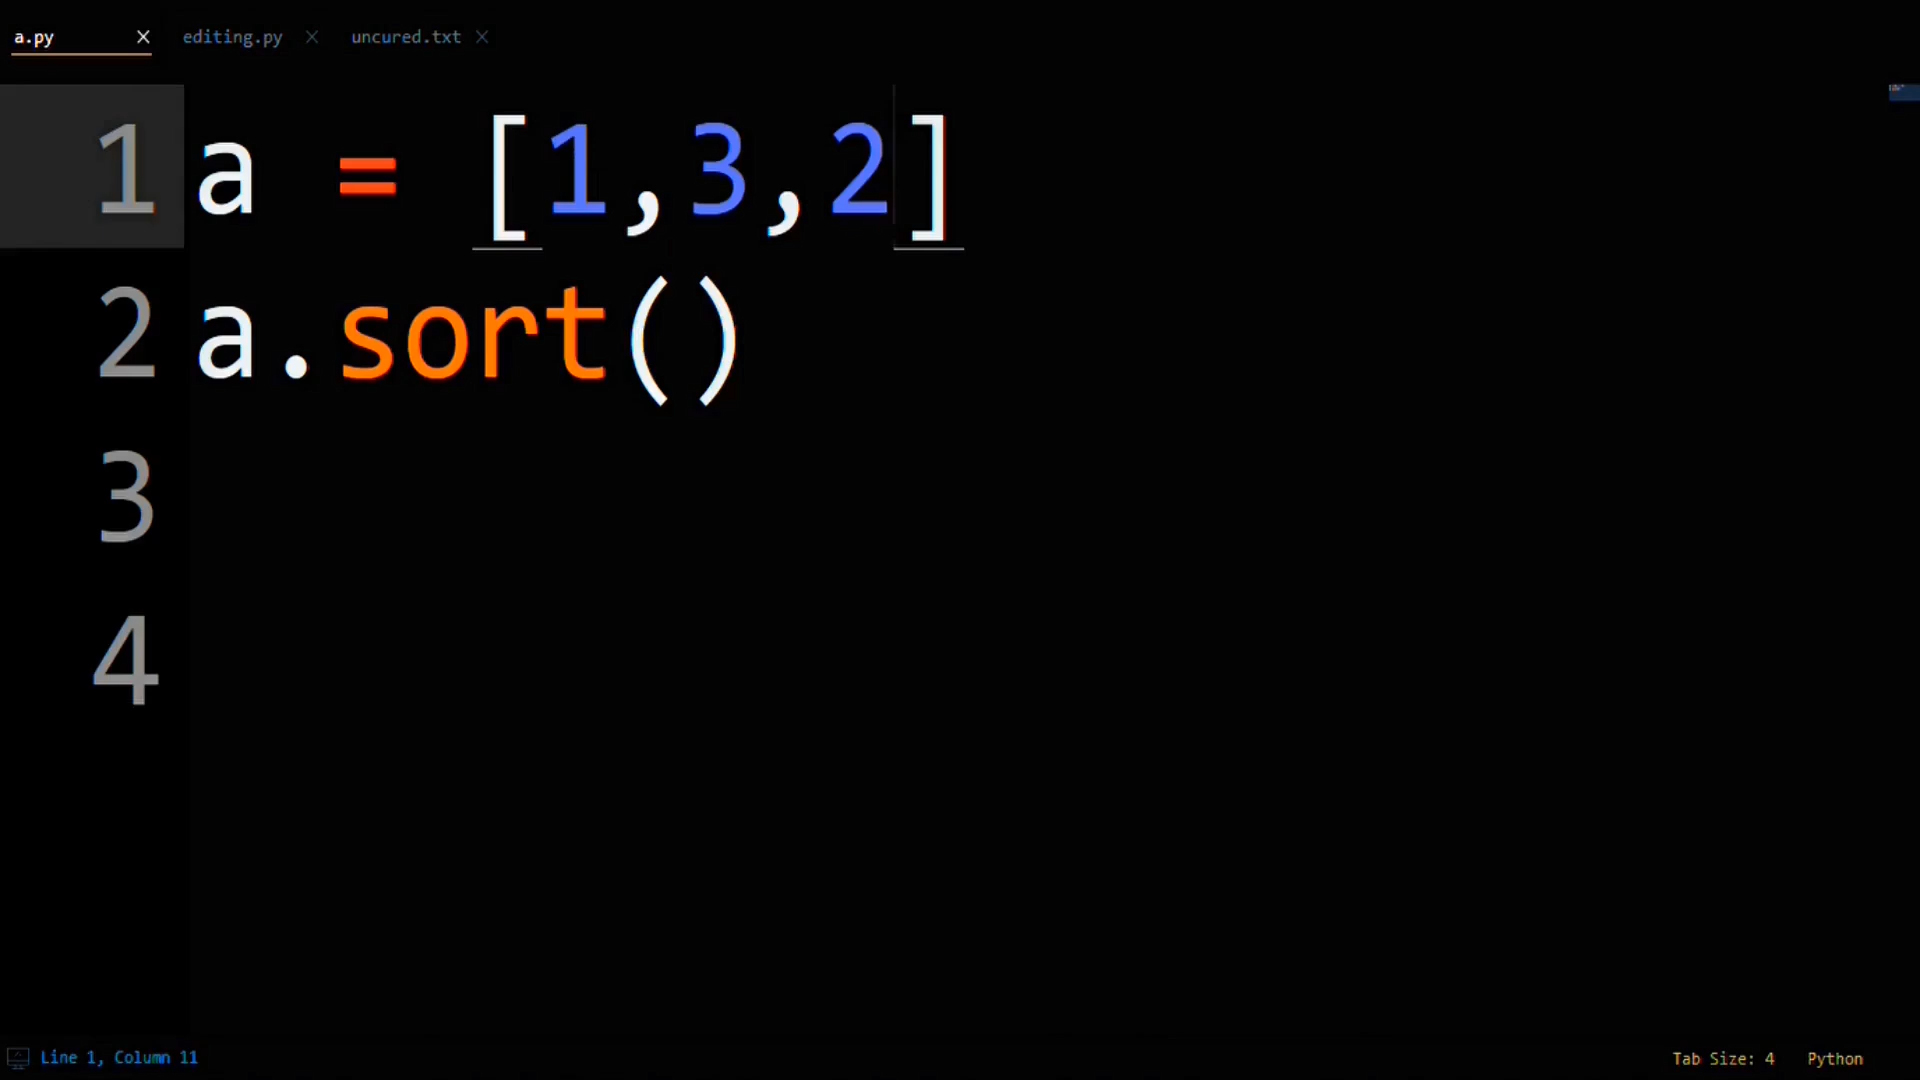 a.py × editing.py × uncured.txt ×
1 a = [1,3,2]
2 a.sort()
3
4
Line 1, Column 11 Tab Size: 4 Python